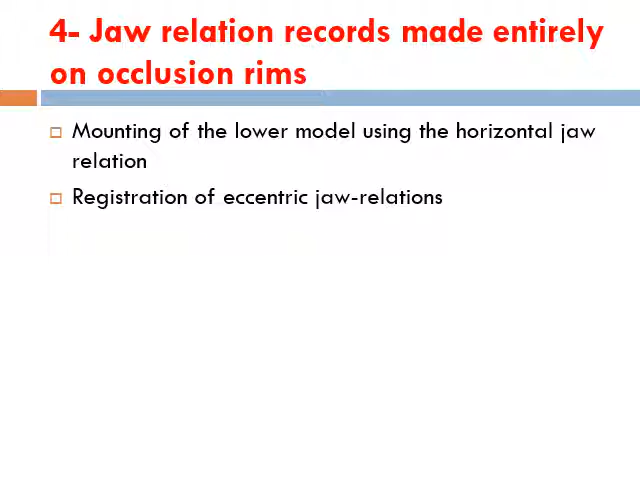 4- Jaw relation records made entirely
on occlusion rims
Mounting of the lower model using the horizontal jaw
relation
Registration of eccentric jaw-relations